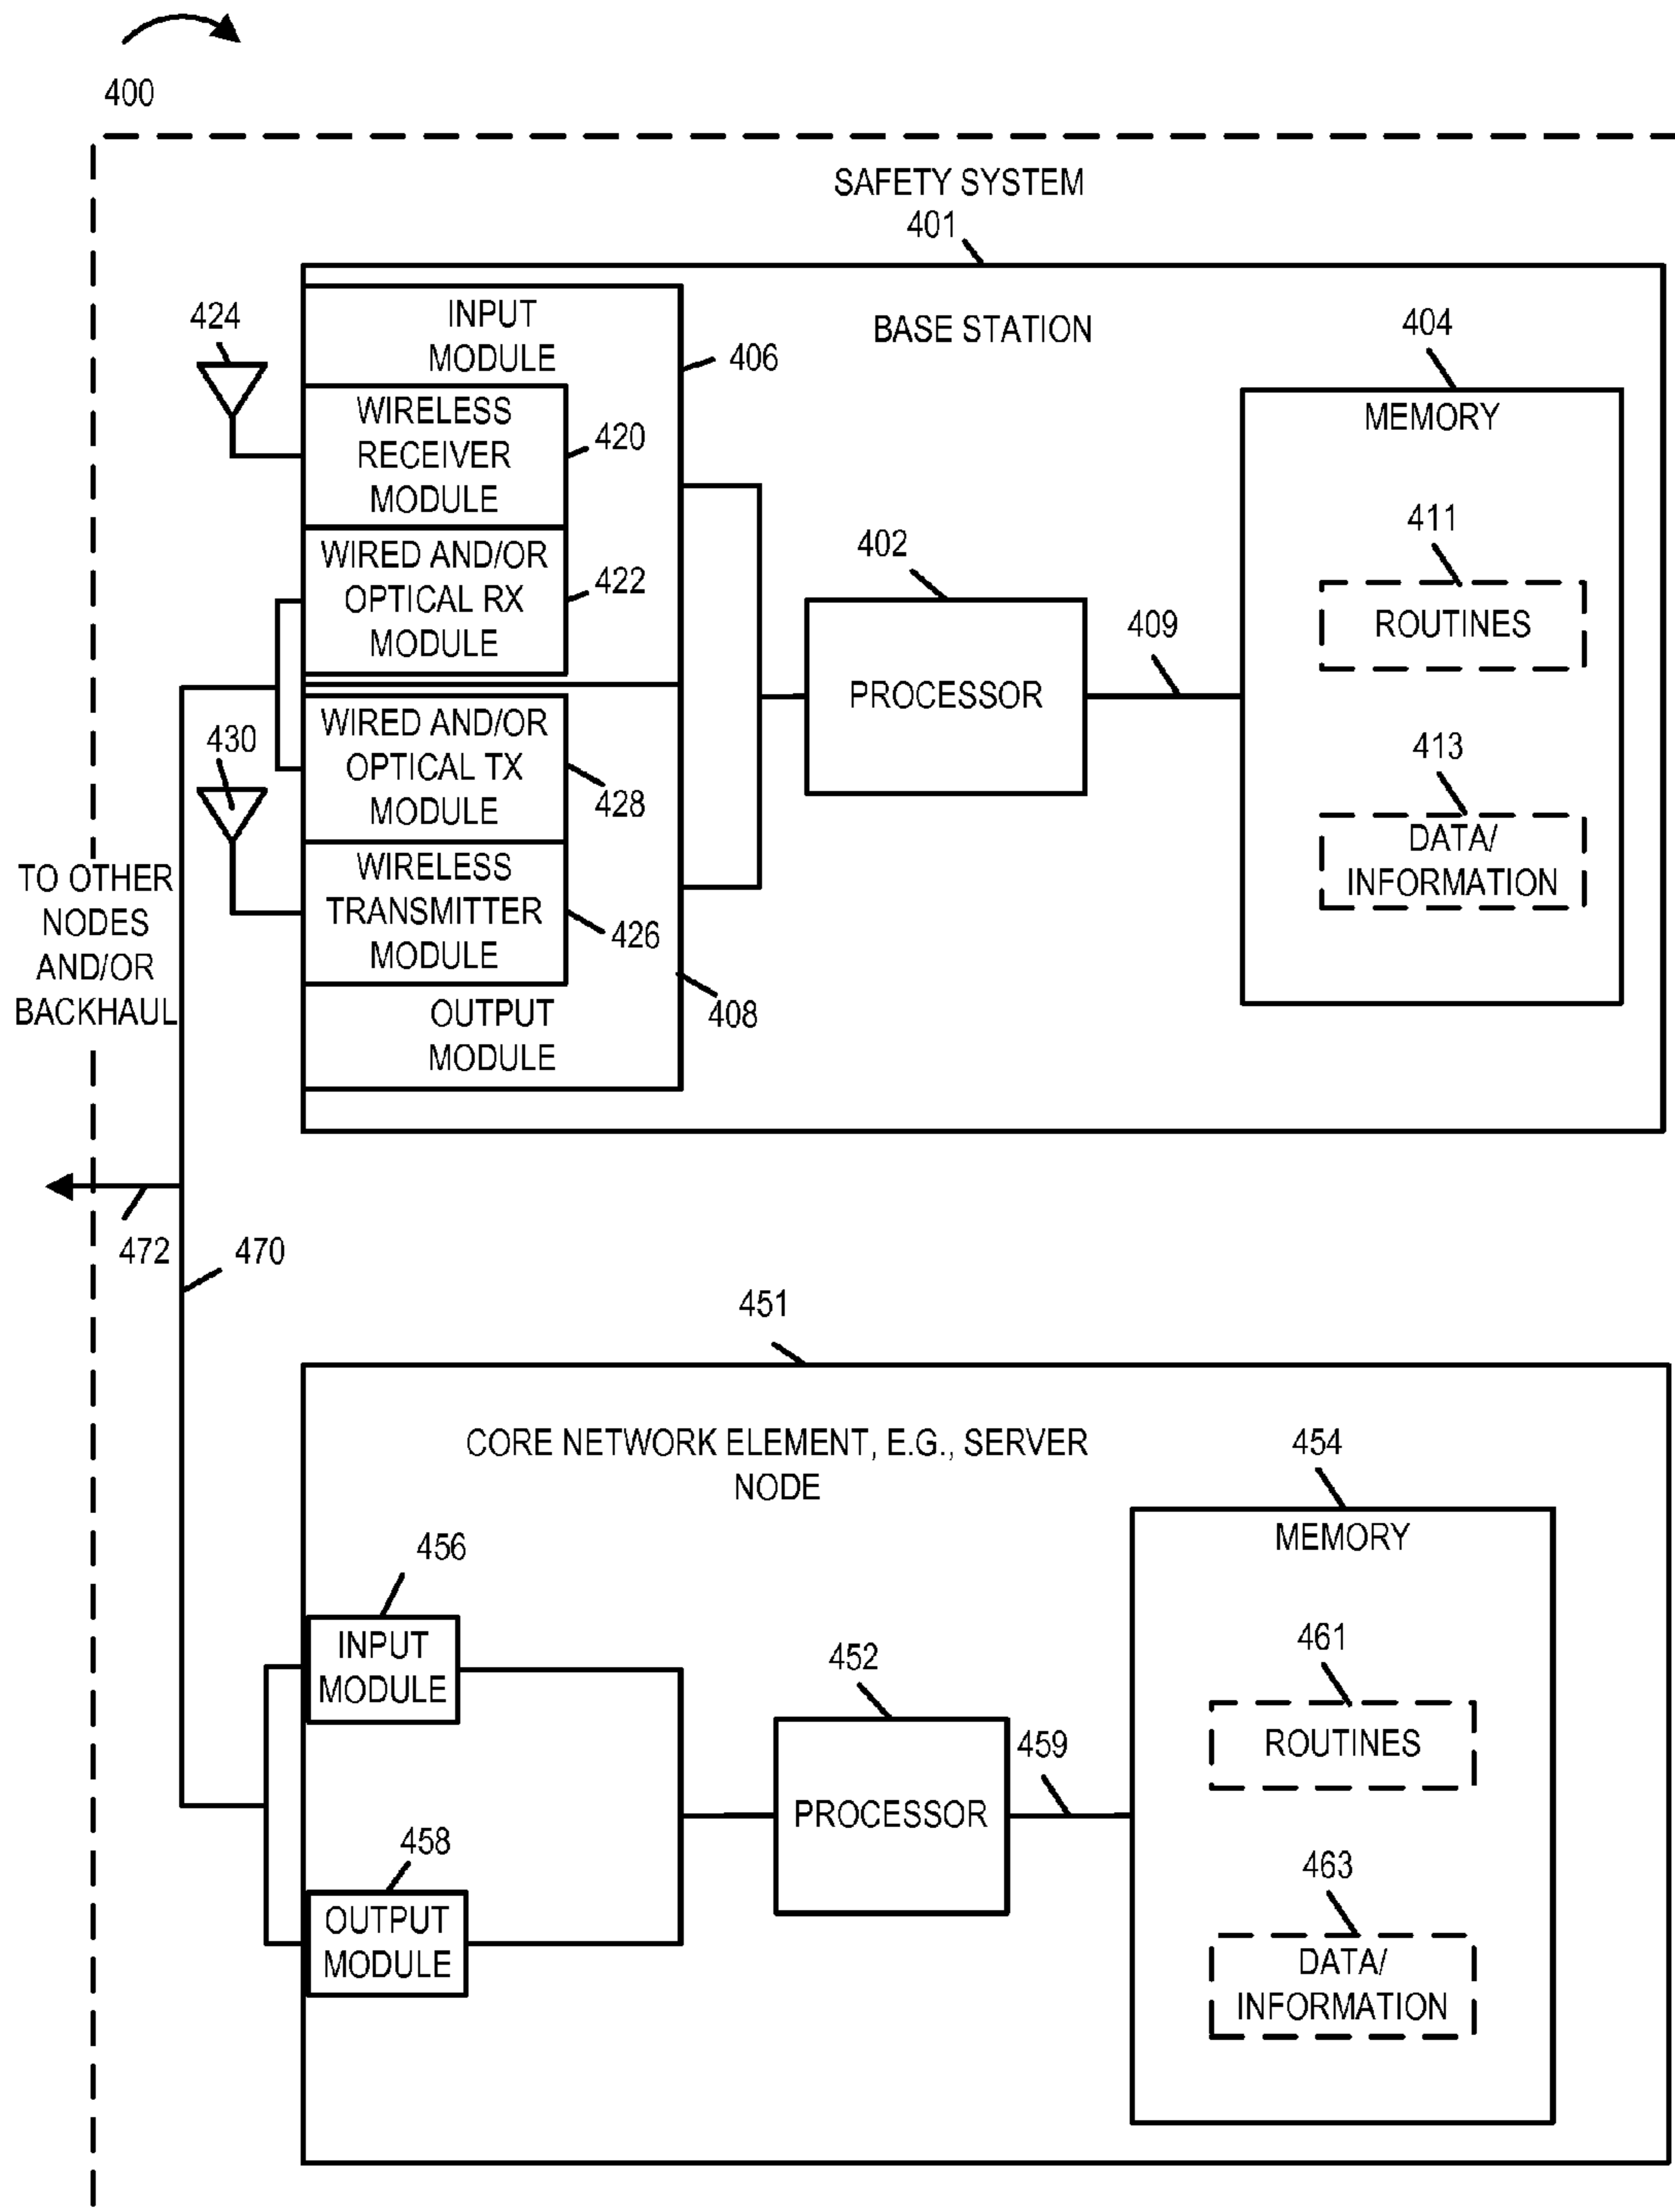 400
SAFETY SYSTEM
401
424
INPUT
MODULE
406
BASE STATION
404
MEMORY
WIRELESS
RECEIVER
MODULE
420
WIRED AND/OR
OPTICAL RX
MODULE
422
402
PROCESSOR
409
411
ROUTINES
413
DATA/
INFORMATION
430
WIRED AND/OR
OPTICAL TX
MODULE
428
WIRELESS
TRANSMITTER
MODULE
426
OUTPUT
MODULE
408
TO OTHER
NODES
AND/OR
BACKHAUL
472
470
451
CORE NETWORK ELEMENT, E.G., SERVER
NODE
454
MEMORY
456
INPUT
MODULE
452
PROCESSOR
459
461
ROUTINES
458
OUTPUT
MODULE
463
DATA/
INFORMATION